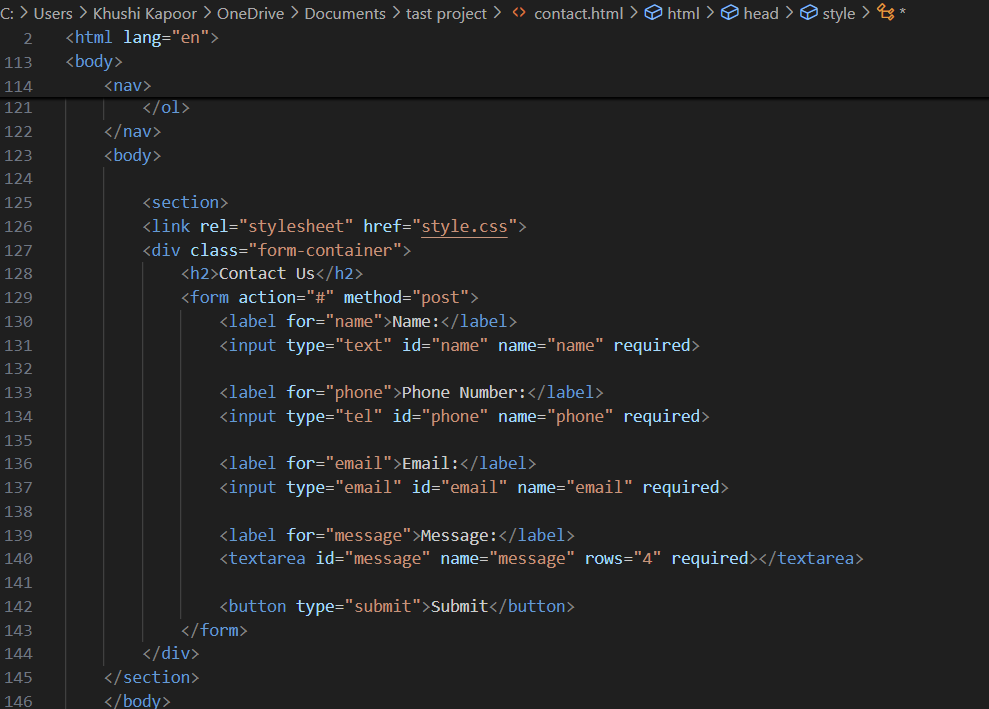 C: > Users > Khushi Kapoor > OneDrive > Documents > tast project > <> contact.html > html > head > style > *
2 <html lang="en">
113 <body>
114 <nav>
121 </ol>
122 </nav>
123 <body>
124
125 <section>
126 <link rel="stylesheet" href="style.css">
127 <div class="form-container">
128 <h2>Contact Us</h2>
129 <form action="#" method="post">
130 <label for="name">Name:</label>
131 <input type="text" id="name" name="name" required>
132
133 <label for="phone">Phone Number:</label>
134 <input type="tel" id="phone" name="phone" required>
135
136 <label for="email">Email:</label>
137 <input type="email" id="email" name="email" required>
138
139 <label for="message">Message:</label>
140 <textarea id="message" name="message" rows="4" required></textarea>
141
142 <button type="submit">Submit</button>
143 </form>
144 </div>
145 </section>
146 </body>